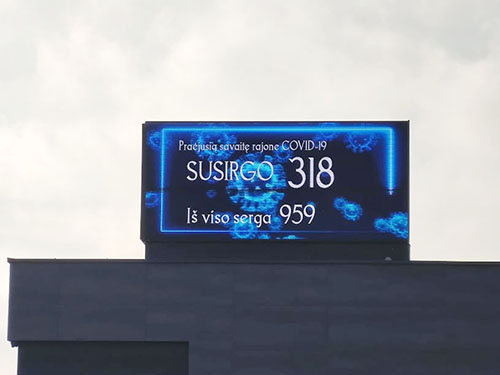 Praėjusią savaitę rajone COVID-19
SUSIRGO 318
Iš viso serga 959